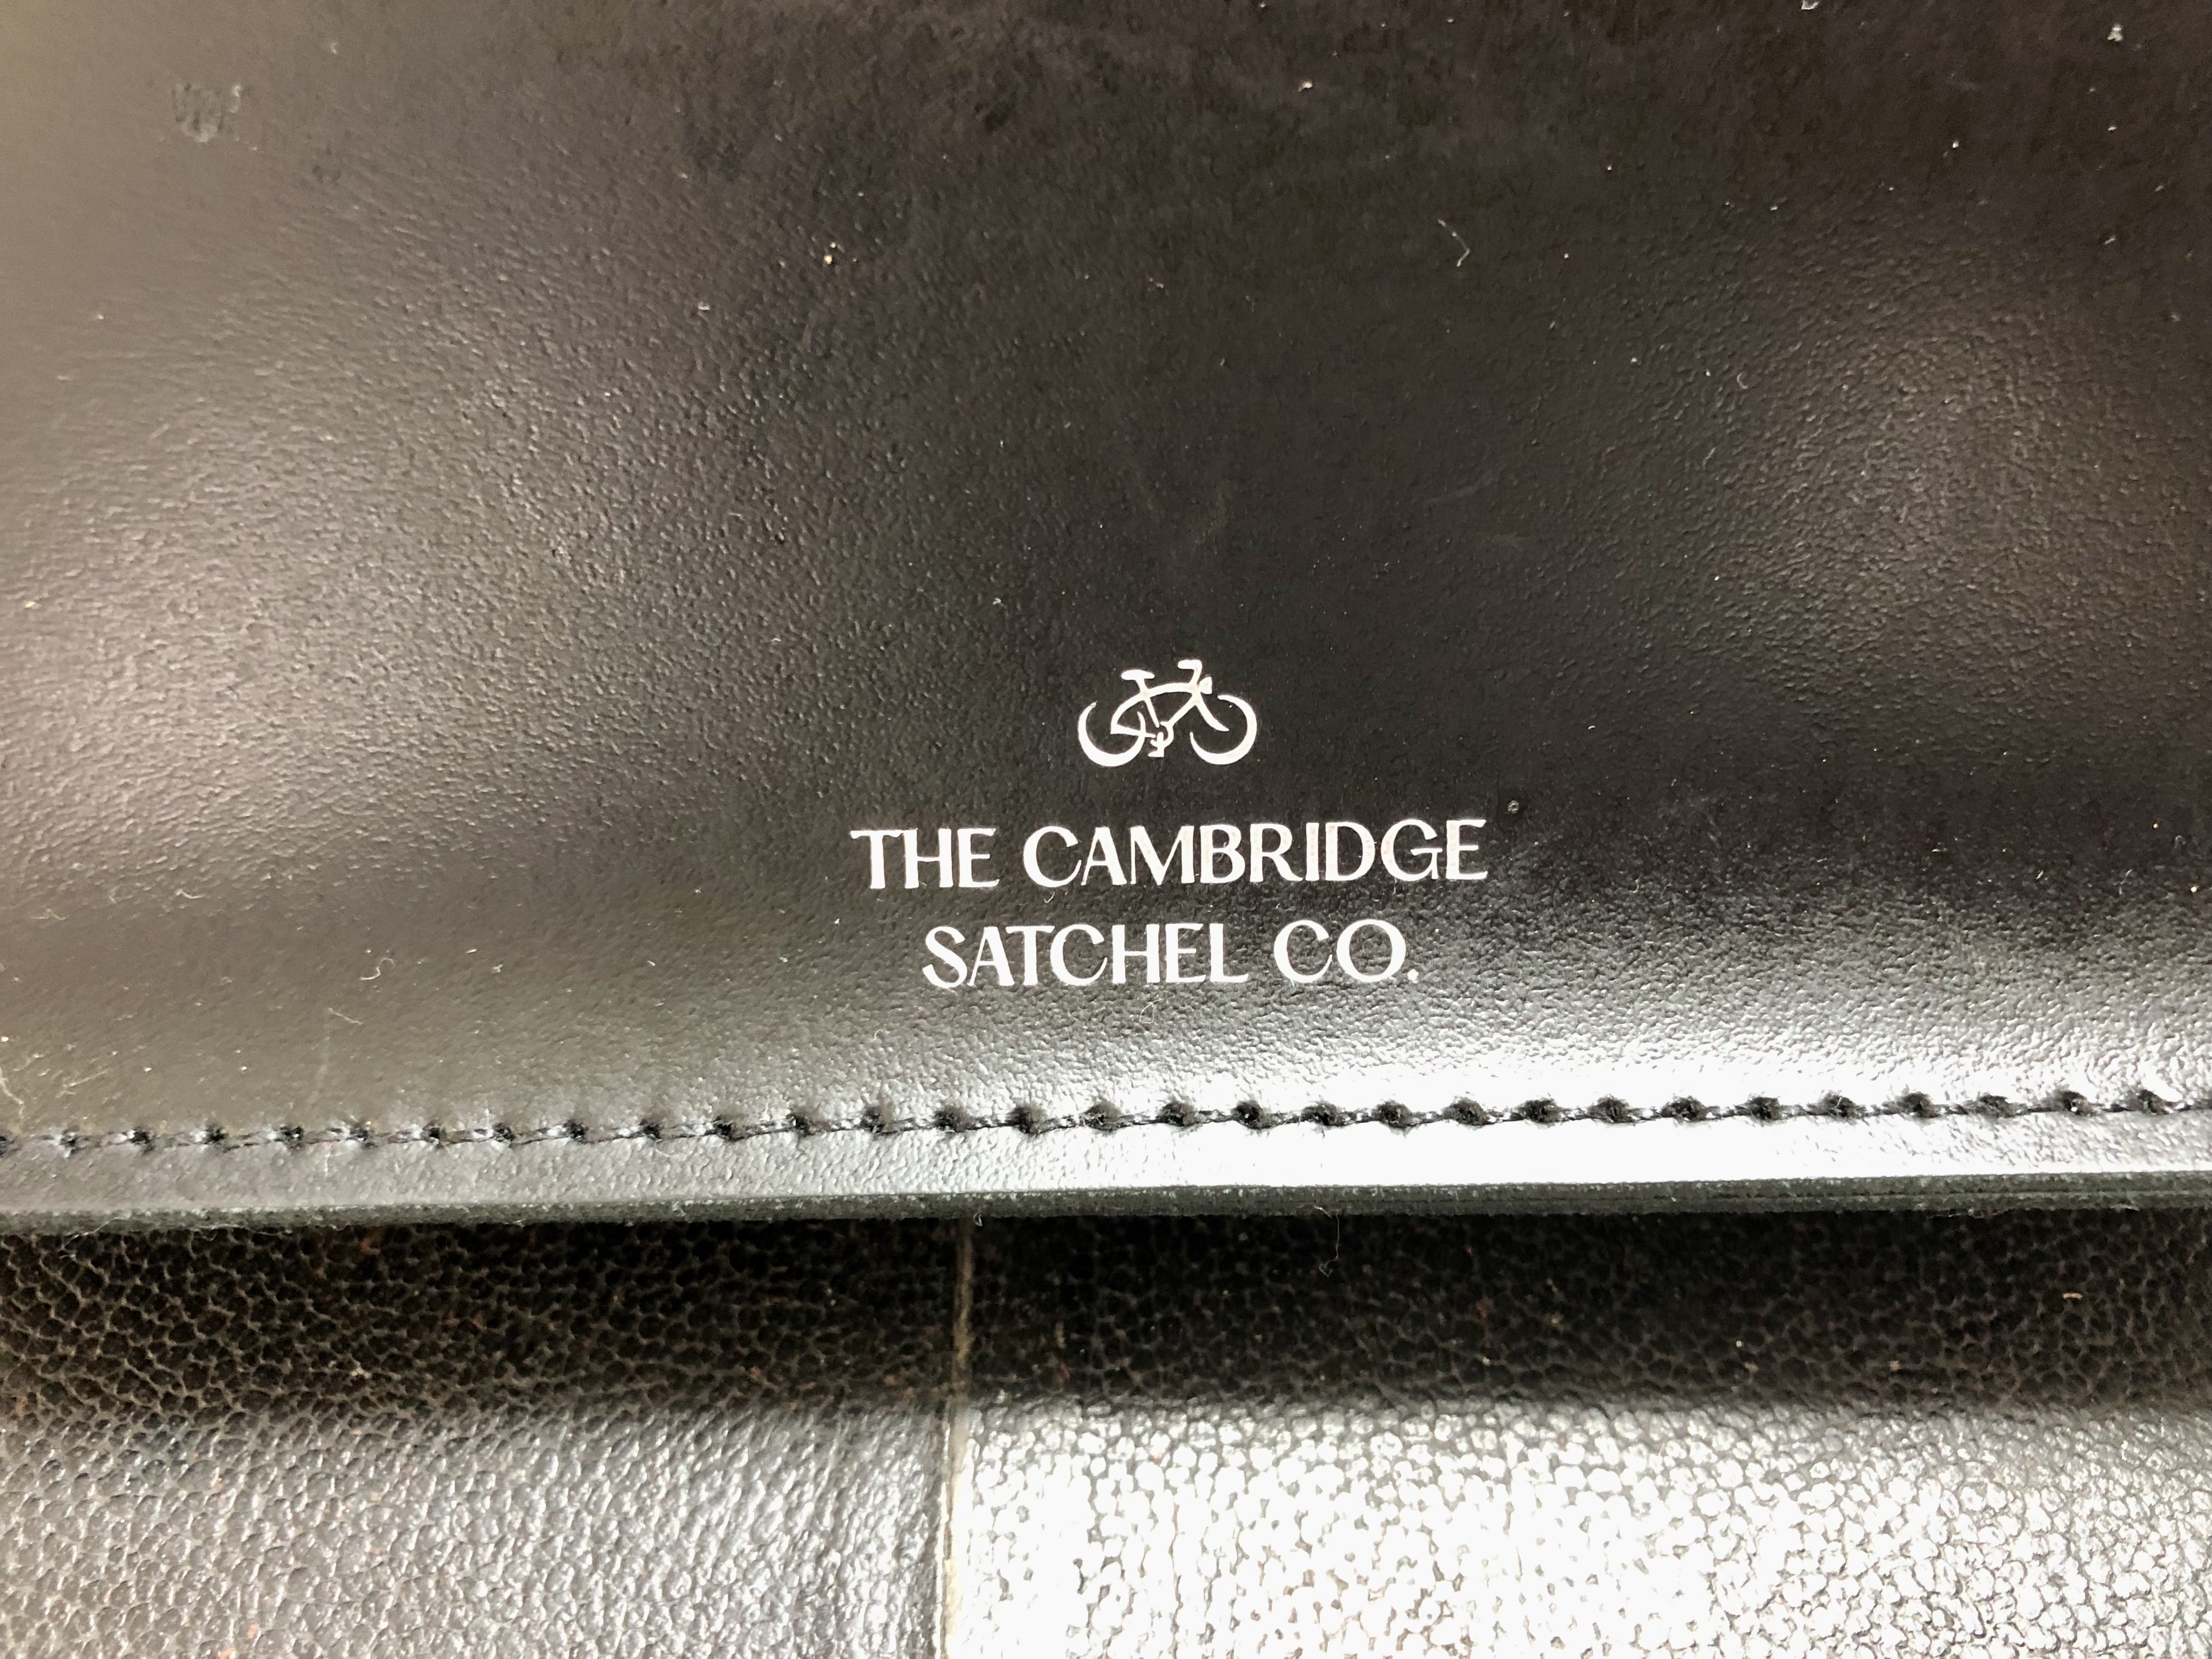 THE CAMBRIDGE
SATCHEL CO.